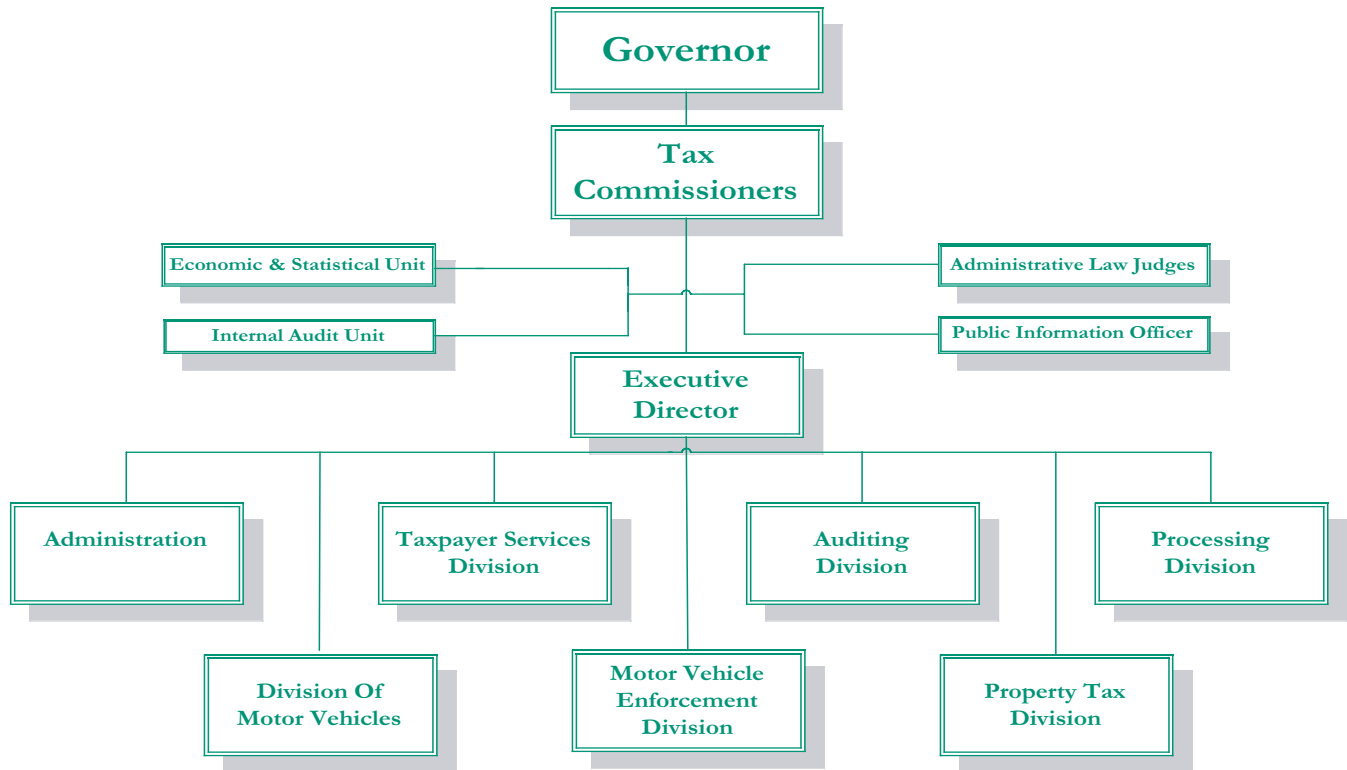 Governor
Tax
Commissioners
Economic & Statistical Unit
Administrative Law Judges
Internal Audit Unit
Public Information Officer
Executive
Director
Administration
Taxpayer Services
Division
Auditing
Division
Processing
Division
Division Of
Motor Vehicles
Motor Vehicle
Enforcement
Division
Property Tax
Division